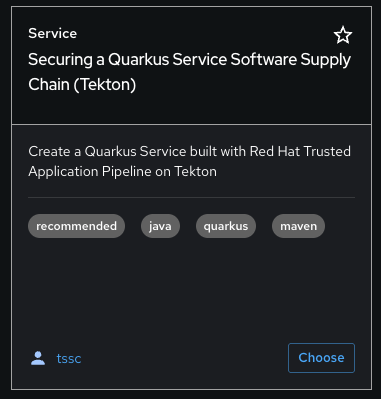 Service
Securing a Quarkus Service Software Supply
Chain (Tekton)
Create a Quarkus Service built with Red Hat Trusted
Application Pipeline on Tekton
recommended java quarkus maven
tssc Choose